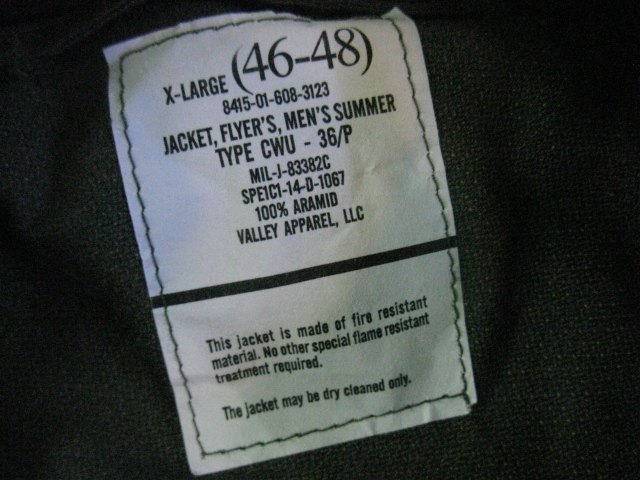 X-LARGE (46-48)
8415-01-608-3123
JACKET, FLYER'S, MEN'S SUMMER
TYPE CWU - 36/P
MIL-J-83382C
SPE1C1-14-D-1067
100% ARAMID
VALLEY APPAREL, LLC
This jacket is made of fire resistant
material. No other special flame resistant
treatment required.
The jacket may be dry cleaned only.